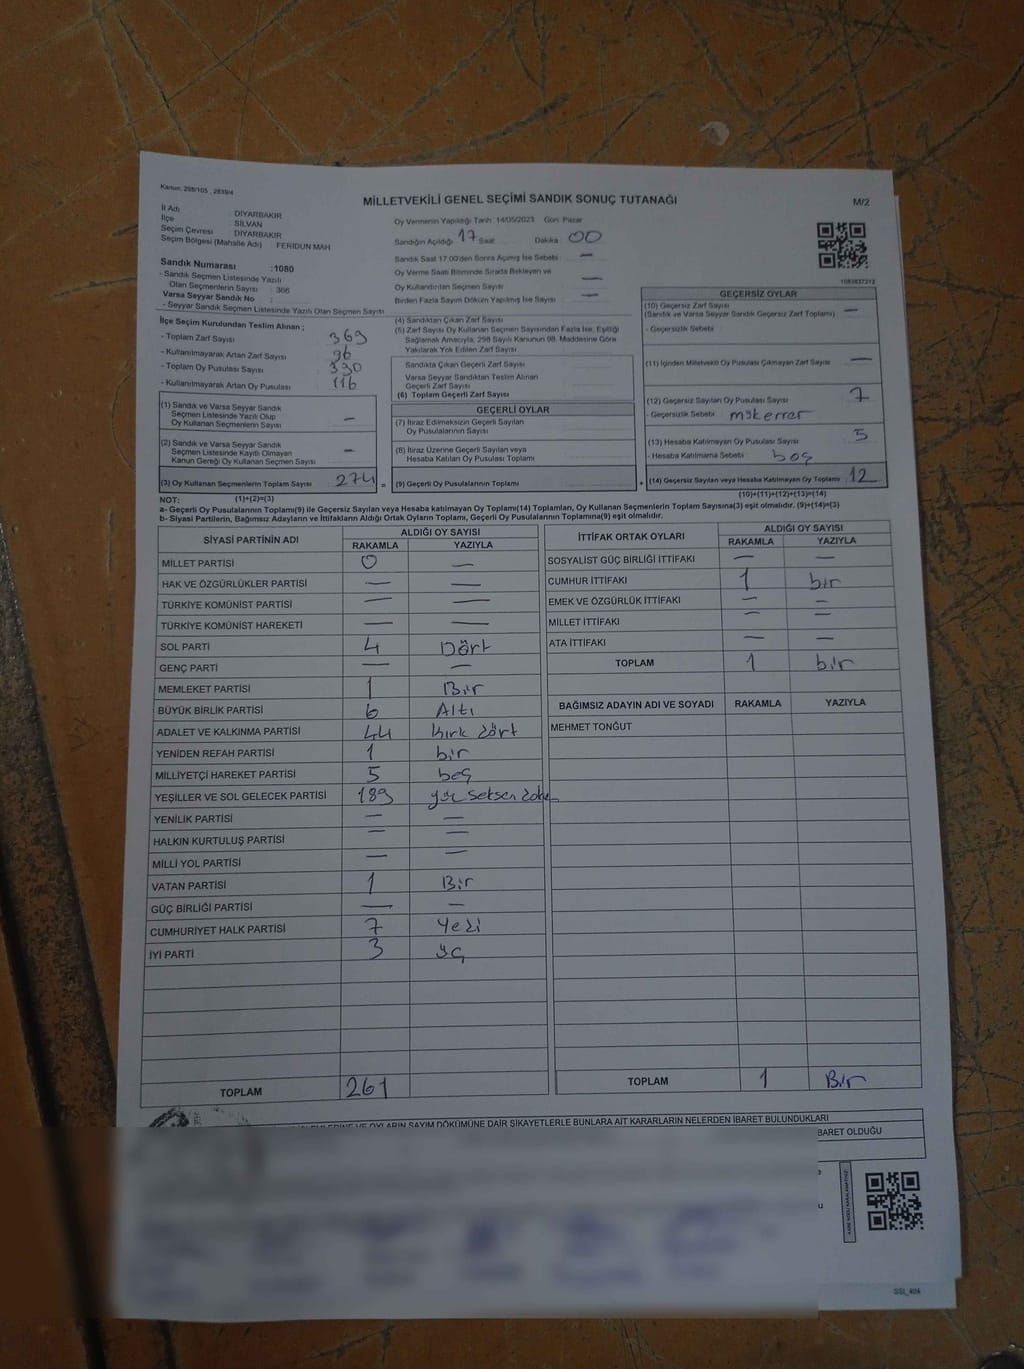 Kanun: 298/105 , 2839/4
MİLLETVEKİLİ GENEL SEÇİMİ SANDIK SONUÇ TUTANAĞI
M/2
İl Adı : DİYARBAKIR
İlçe : SİLVAN
Seçim Çevresi : DİYARBAKIR
Seçim Bölgesi (Mahalle Adı) FERIDUN MAH.
Oy Vermenin Yapıldığı Tarih: 14/05/2023 Gün: Pazar
Sandığın Açıldığı 17 Saat Dakika 00
Sandık Saat 17.00'den Sonra Açılmış İse Sebebi : —
Oy Verme Saati Bitiminde Sırada Bekleyen ve
Oy Kullandırılan Seçmen Sayısı —
Birden Fazla Sayım Döküm Yapılmış İse Sayısı —
1083837212
Sandık Numarası :1080
- Sandık Seçmen Listesinde Yazılı
Olan Seçmenlerin Sayısı : 366
Varsa Seyyar Sandık No :
- Seyyar Sandık Seçmen Listesinde Yazılı Olan Seçmen Sayısı
İlçe Seçim Kurulundan Teslim Alınan ;
- Toplam Zarf Sayısı : 369
- Kullanılmayarak Artan Zarf Sayısı : 96
- Toplam Oy Pusulası Sayısı : 330
- Kullanılmayarak Artan Oy Pusulası : 116
(1) Sandık ve Varsa Seyyar Sandık
Seçmen Listesinde Yazılı Olup
Oy Kullanan Seçmenlerin Sayısı —
(2) Sandık ve Varsa Seyyar Sandık
Seçmen Listesinde Kayıtlı Olmayan
Kanun Gereği Oy Kullanan Seçmen Sayısı —
(3) Oy Kullanan Seçmenlerin Toplam Sayısı 274 =
(4) Sandıktan Çıkan Zarf Sayısı
(5) Zarf Sayısı Oy Kullanan Seçmen Sayısından Fazla İse, Eşitliği
Sağlamak Amacıyla, 298 Sayılı Kanunun 98. Maddesine Göre
Yakılarak Yok Edilen Zarf Sayısı
Sandıkta Çıkan Geçerli Zarf Sayısı
Varsa Seyyar Sandıktan Teslim Alınan
Geçerli Zarf Sayısı
(6) Toplam Geçerli Zarf Sayısı
GEÇERLİ OYLAR
(7) İtiraz Edilmeksizin Geçerli Sayılan
Oy Pusulalarının Sayısı
(8) İtiraz Üzerine Geçerli Sayılan veya
Hesaba Katılan Oy Pusulası Toplamı
(9) Geçerli Oy Pusulalarının Toplamı +
GEÇERSİZ OYLAR
(10) Geçersiz Zarf Sayısı
(Sandık ve Varsa Seyyar Sandık Geçersiz Zarf Toplamı) —
- Geçersizlik Sebebi
(11) İçinden Milletvekili Oy Pusulası Çıkmayan Zarf Sayısı —
(12) Geçersiz Sayılan Oy Pusulası Sayısı 7
- Geçersizlik Sebebi : mükerrer
(13) Hesaba Katılmayan Oy Pusulası Sayısı 5
- Hesaba Katılmama Sebebi : boş
(14) Geçersiz Sayılan veya Hesaba Katılmayan Oy Toplamı 12
NOT: (1)+(2)=(3) (10)+(11)+(12)+(13)=(14)
a- Geçerli Oy Pusulalarının Toplamı(9) ile Geçersiz Sayılan veya Hesaba katılmayan Oy Toplamı(14) Toplamları, Oy Kullanan Seçmenlerin Toplam Sayısına(3) eşit olmalıdır. (9)+(14)=(3)
b- Siyasi Partilerin, Bağımsız Adayların ve İttifakların Aldığı Ortak Oyların Toplamı, Geçerli Oy Pusulalarının Toplamına(9) eşit olmalıdır.
SİYASİ PARTİNİN ADI ALDIĞI OY SAYISI
RAKAMLA YAZIYLA
MİLLET PARTİSİ 0 —
HAK VE ÖZGÜRLÜKLER PARTİSİ — —
TÜRKİYE KOMÜNİST PARTİSİ — —
TÜRKİYE KOMÜNİST HAREKETİ — —
SOL PARTİ 4 Dört
GENÇ PARTİ — —
MEMLEKET PARTİSİ 1 Bir
BÜYÜK BİRLİK PARTİSİ 6 Altı
ADALET VE KALKINMA PARTİSİ 44 kırk dört
YENİDEN REFAH PARTİSİ 1 bir
MİLLİYETÇİ HAREKET PARTİSİ 5 beş
YEŞİLLER VE SOL GELECEK PARTİSİ 189 yüz seksen doku
YENİLİK PARTİSİ — —
HALKIN KURTULUŞ PARTİSİ — —
MİLLİ YOL PARTİSİ — —
VATAN PARTİSİ 1 Bir
GÜÇ BİRLİĞİ PARTİSİ — —
CUMHURİYET HALK PARTİSİ 7 Yedi
İYİ PARTİ 3 üç
TOPLAM 261
İTTİFAK ORTAK OYLARI ALDIĞI OY SAYISI
RAKAMLA YAZIYLA
SOSYALİST GÜÇ BİRLİĞİ İTTİFAKI — —
CUMHUR İTTİFAKI 1 bir
EMEK VE ÖZGÜRLÜK İTTİFAKI — —
MİLLET İTTİFAKI — —
ATA İTTİFAKI — —
TOPLAM 1 bir
BAĞIMSIZ ADAYIN ADI VE SOYADI RAKAMLA YAZIYLA
MEHMET TONĞUT
TOPLAM 1 Bir
OYLARIN SAYIM DÖKÜMÜNE DAİR ŞİKAYETLERLE BUNLARA AİT KARARLARIN NELERDEN İBARET BULUNDUKLARI
BARET OLDUĞU
SSI_40A